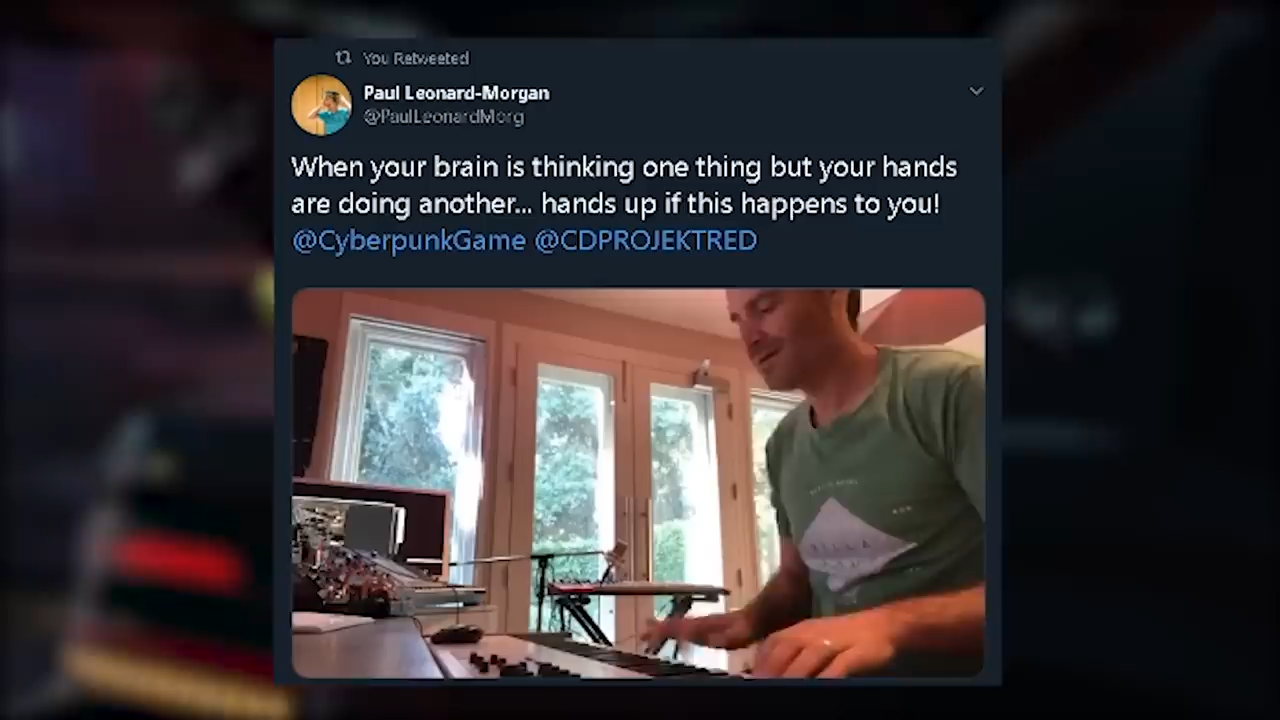 You Retweeted
Paul Leonard-Morgan
@PaulLeonardMorg
When your brain is thinking one thing but your hands
are doing another... hands up if this happens to you!
@CyberpunkGame @CDPROJEKTRED